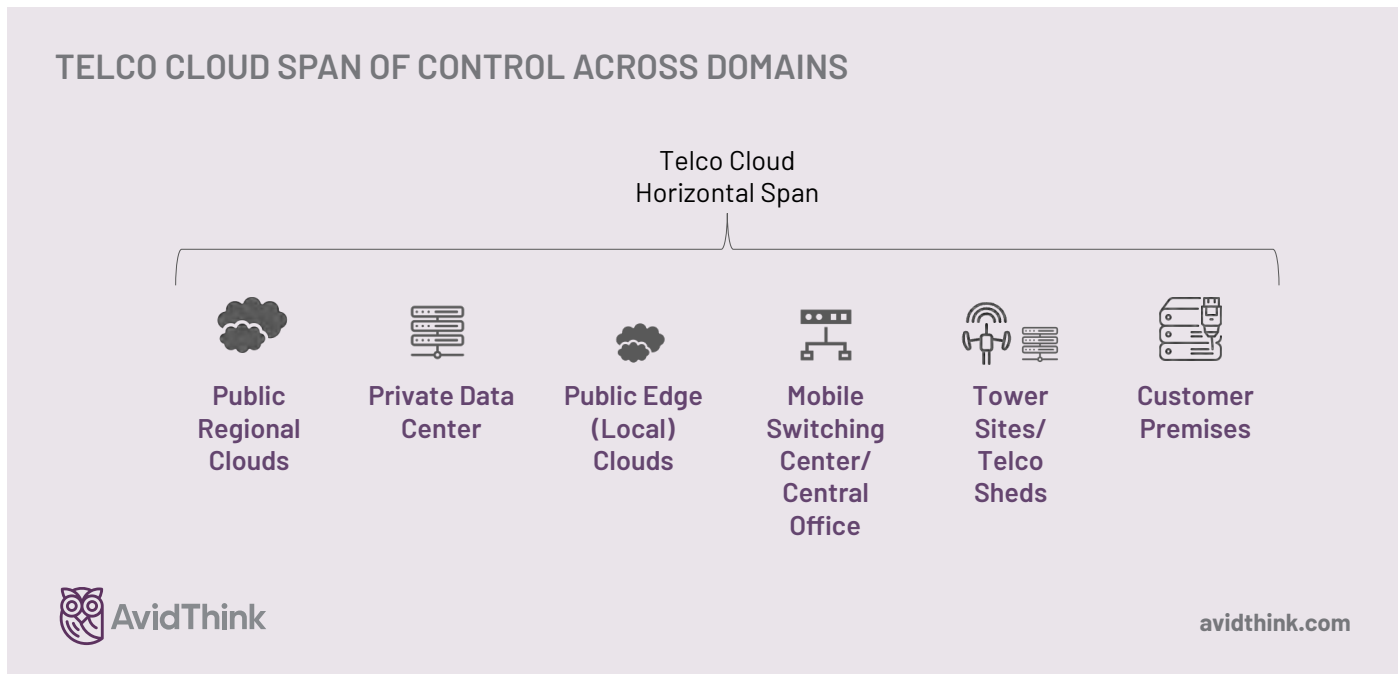 TELCO CLOUD SPAN OF CONTROL ACROSS DOMAINS
Telco Cloud
Horizontal Span
Public
Regional
Clouds
Private Data
Center
Public Edge
(Local)
Clouds
Mobile
Switching
Center/
Central
Office
Tower
Sites/
Telco
Sheds
Customer
Premises
AvidThink
avidthink.com